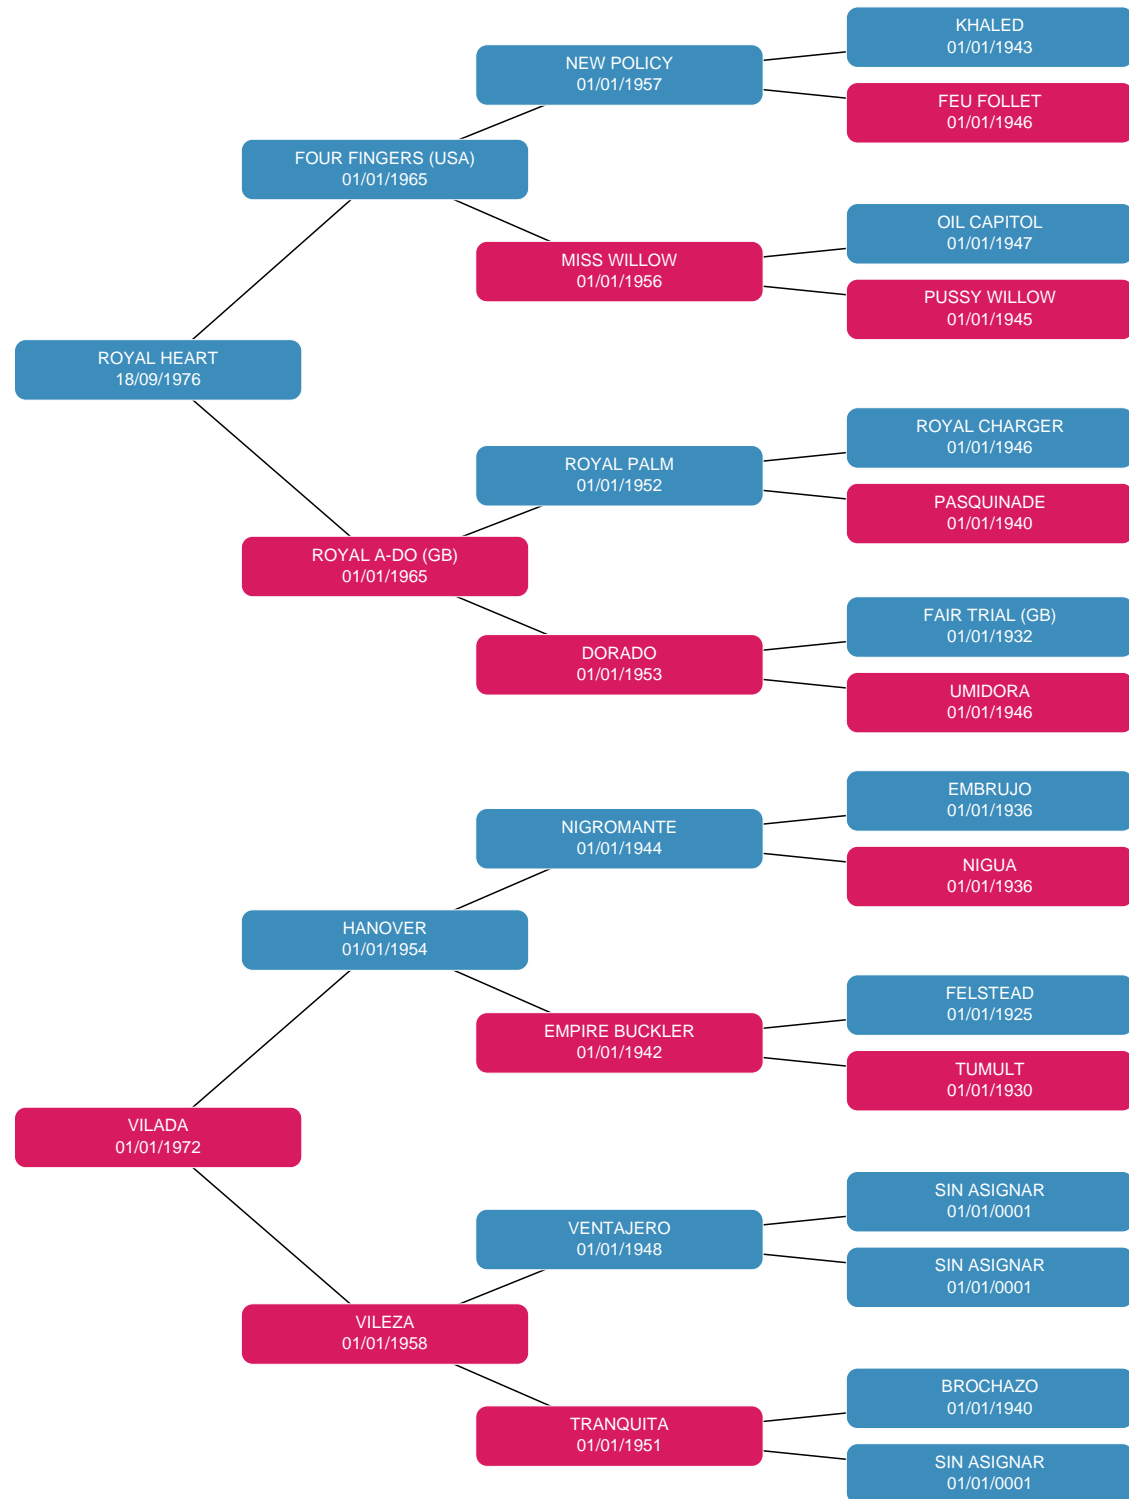 KHALED
01/01/1943
NEW POLICY
01/01/1957
FEU FOLLET
01/01/1946
FOUR FINGERS (USA)
01/01/1965
OIL CAPITOL
01/01/1947
MISS WILLOW
01/01/1956
PUSSY WILLOW
01/01/1945
ROYAL HEART
18/09/1976
ROYAL CHARGER
01/01/1946
ROYAL PALM
01/01/1952
PASQUINADE
01/01/1940
ROYAL A-DO (GB)
01/01/1965
FAIR TRIAL (GB)
01/01/1932
DORADO
01/01/1953
UMIDORA
01/01/1946
EMBRUJO
01/01/1936
NIGROMANTE
01/01/1944
NIGUA
01/01/1936
HANOVER
01/01/1954
FELSTEAD
01/01/1925
EMPIRE BUCKLER
01/01/1942
TUMULT
01/01/1930
VILADA
01/01/1972
SIN ASIGNAR
01/01/0001
VENTAJERO
01/01/1948
SIN ASIGNAR
01/01/0001
VILEZA
01/01/1958
BROCHAZO
01/01/1940
TRANQUITA
01/01/1951
SIN ASIGNAR
01/01/0001